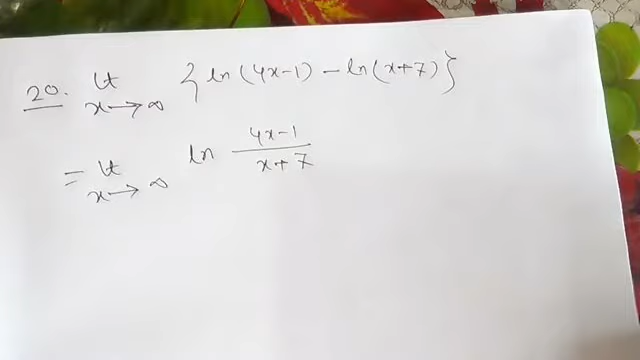 20. lt x→∞ {ln(4x-1) - ln(x+7)}
= lt x→∞ ln (4x-1)/(x+7)